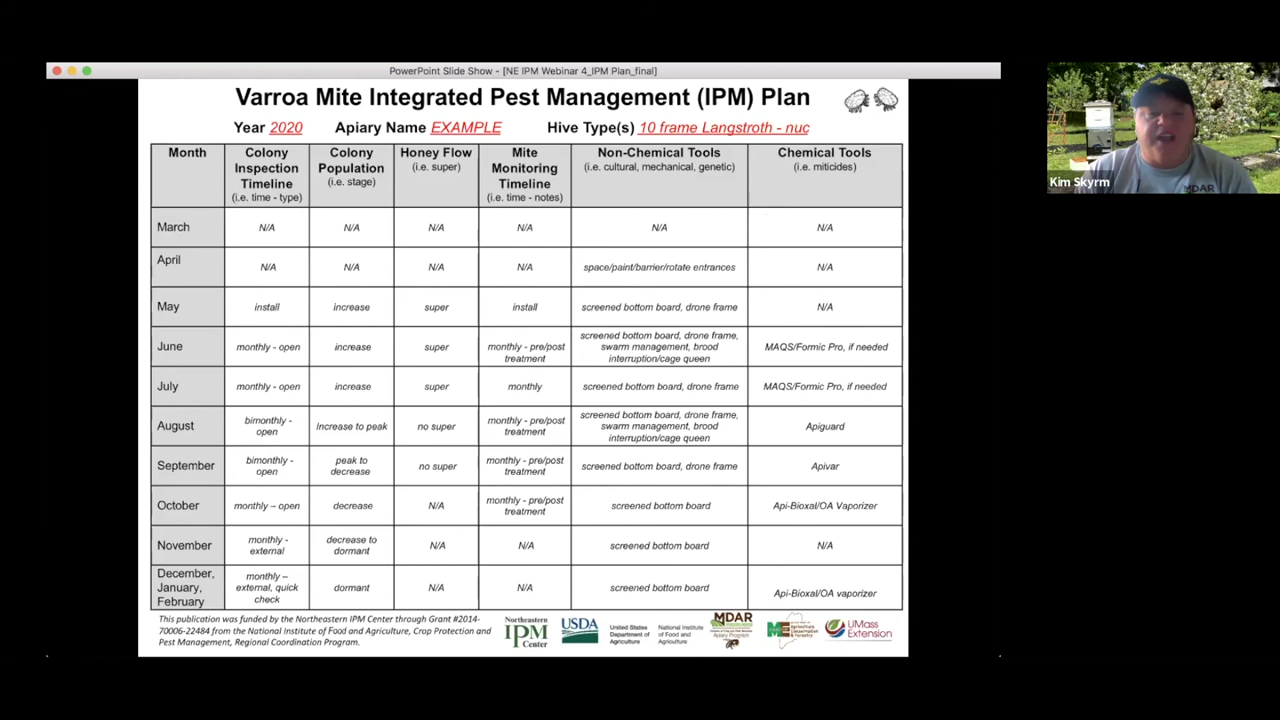 PowerPoint Slide Show - [NE IPM Webinar 4_IPM Plan_final]
Varroa Mite Integrated Pest Management (IPM) Plan
Year 2020 Apiary Name EXAMPLE Hive Type(s) 10 frame Langstroth - nuc
Month
Colony
Inspection
Timeline
(i.e. time - type)
Colony
Population
(i.e. stage)
Honey Flow
(i.e. super)
Mite
Monitoring
Timeline
(i.e. time - notes)
Non-Chemical Tools
(i.e. cultural, mechanical, genetic)
Chemical Tools
(i.e. miticides)
March
N/A
N/A
N/A
N/A
N/A
N/A
April
N/A
N/A
N/A
N/A
space/paint/barrier/rotate entrances
N/A
May
install
increase
super
install
screened bottom board, drone frame
N/A
June
monthly - open
increase
super
monthly - pre/post
treatment
screened bottom board, drone frame,
swarm management, brood
interruption/cage queen
MAQS/Formic Pro, if needed
July
monthly - open
increase
super
monthly
screened bottom board, drone frame
MAQS/Formic Pro, if needed
August
bimonthly -
open
Increase to peak
no super
monthly - pre/post
treatment
screened bottom board, drone frame,
swarm management, brood
interruption/cage queen
Apiguard
September
bimonthly -
open
peak to
decrease
no super
monthly - pre/post
treatment
screened bottom board, drone frame
Apivar
October
monthly – open
decrease
N/A
monthly - pre/post
treatment
screened bottom board
Api-Bioxal/OA Vaporizer
November
monthly -
external
decrease to
dormant
N/A
N/A
screened bottom board
N/A
December,
January,
February
monthly –
external, quick
check
dormant
N/A
N/A
screened bottom board
Api-Bioxal/OA vaporizer
This publication was funded by the Northeastern IPM Center through Grant #2014-
70006-22484 from the National Institute of Food and Agriculture, Crop Protection and
Pest Management, Regional Coordination Program.
Northeastern
IPM
Center
USDA
United States
Department of
Agriculture
National Institute
of Food and
Agriculture
MDAR
Apiary Program
Agriculture
Conservation
& Forestry
UMass
Extension
Kim Skyrm
MDAR